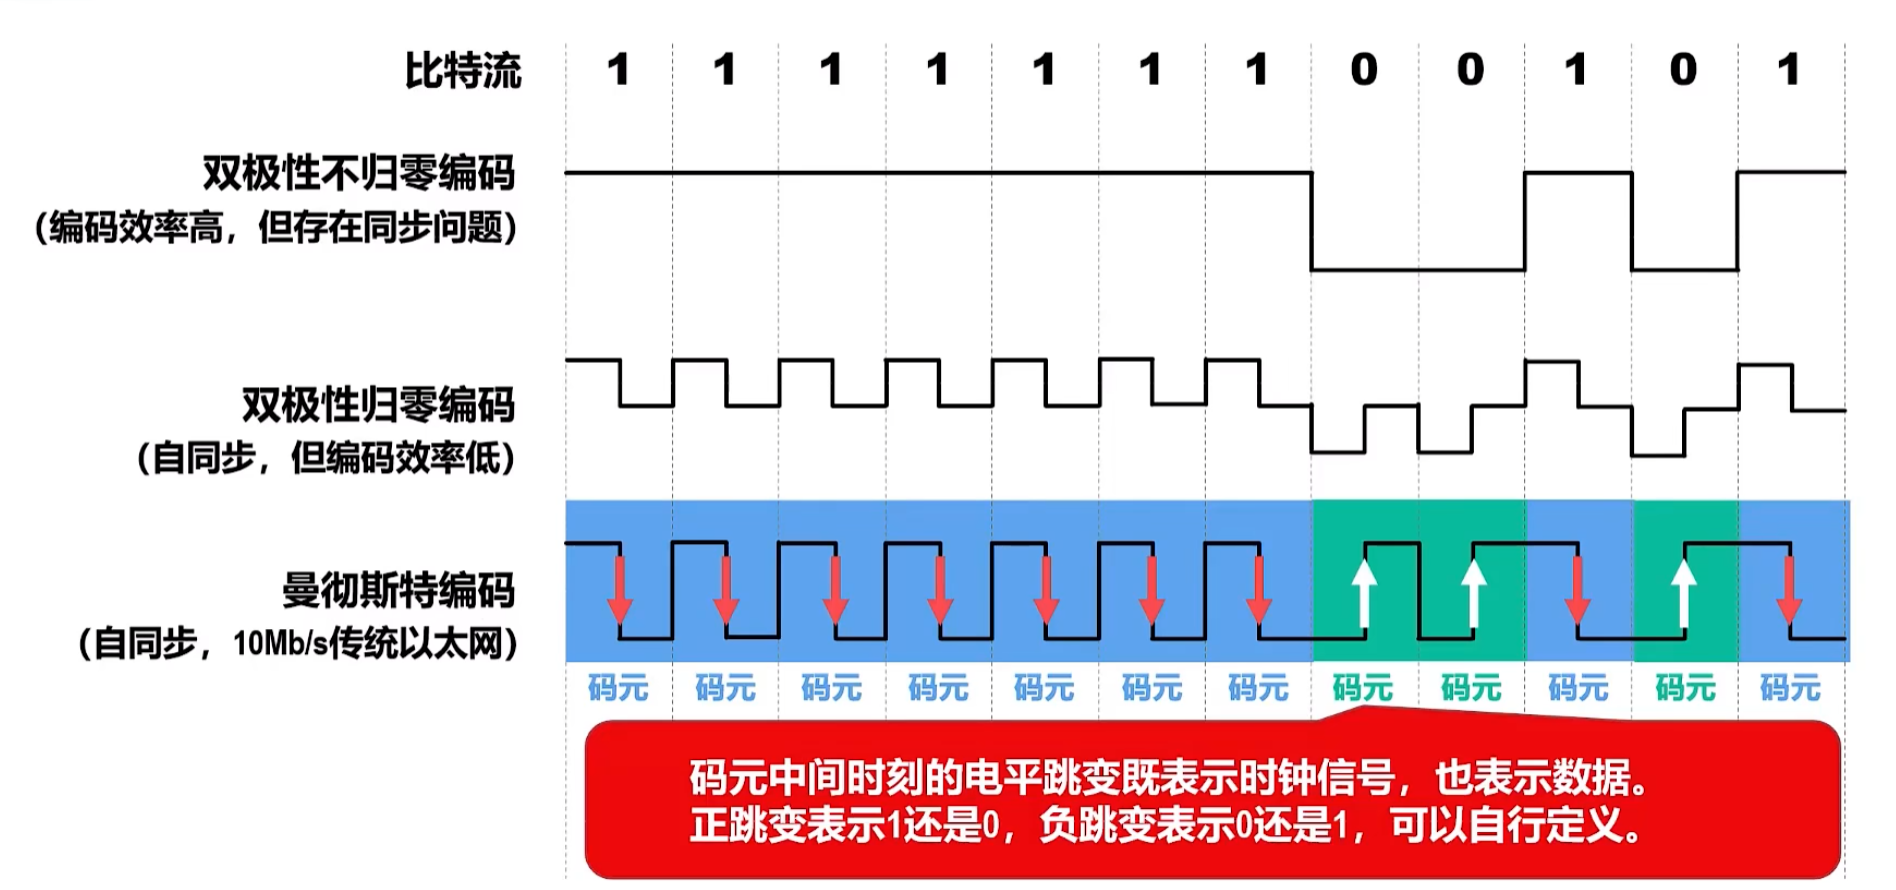 比特流 1 1 1 1 1 1 1 0 0 1 0 1
双极性不归零编码
（编码效率高，但存在同步问题）
双极性归零编码
（自同步，但编码效率低）
曼彻斯特编码
（自同步，10Mb/s传统以太网）
码元 码元 码元 码元 码元 码元 码元 码元 码元 码元 码元 码元
码元中间时刻的电平跳变既表示时钟信号，也表示数据。
正跳变表示1还是0，负跳变表示0还是1，可以自行定义。